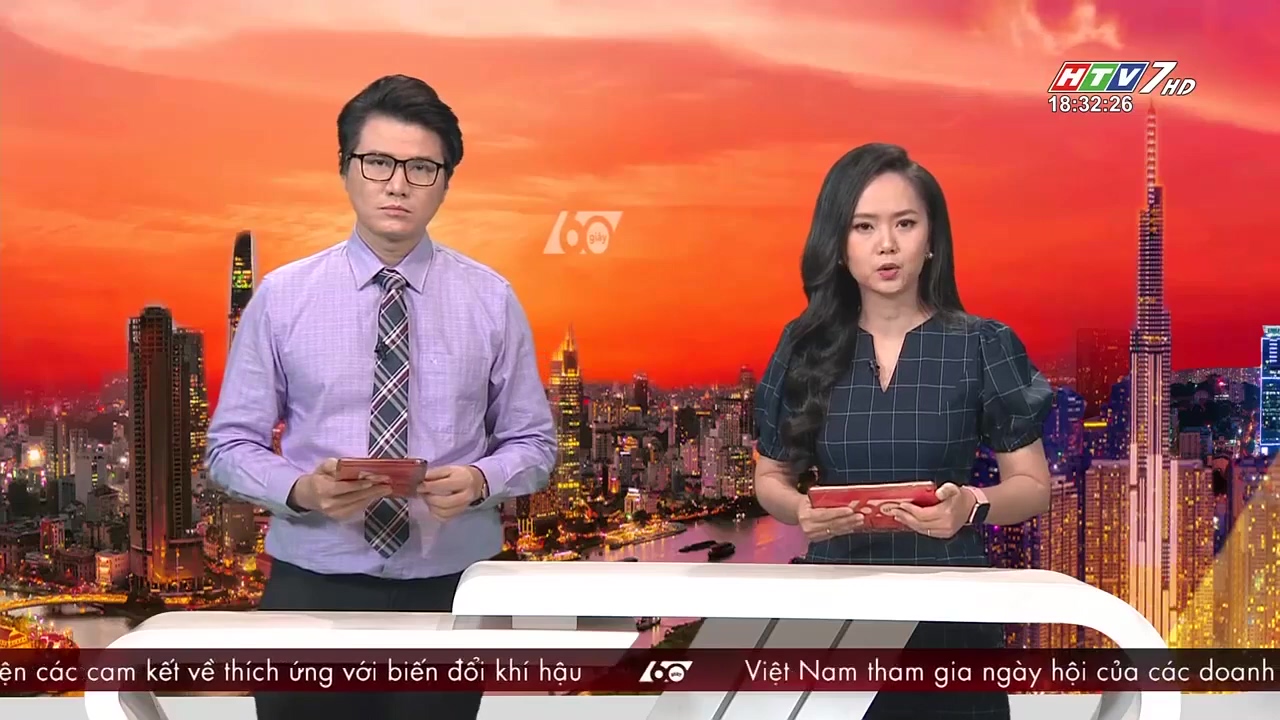 HTV7 HD
18:32:26
60 giây
ện các cam kết về thích ứng với biến đổi khí hậu 60 giây Việt Nam tham gia ngày hội của các doanh